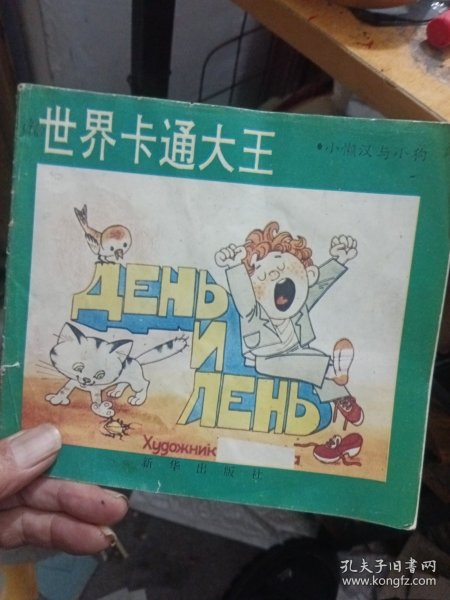 世界卡通大王
•小懒汉与小狗
ДЕНЬ
И
ЛЕНЬ
Художник
新华出版社
孔夫子旧书网
www.kongfz.com